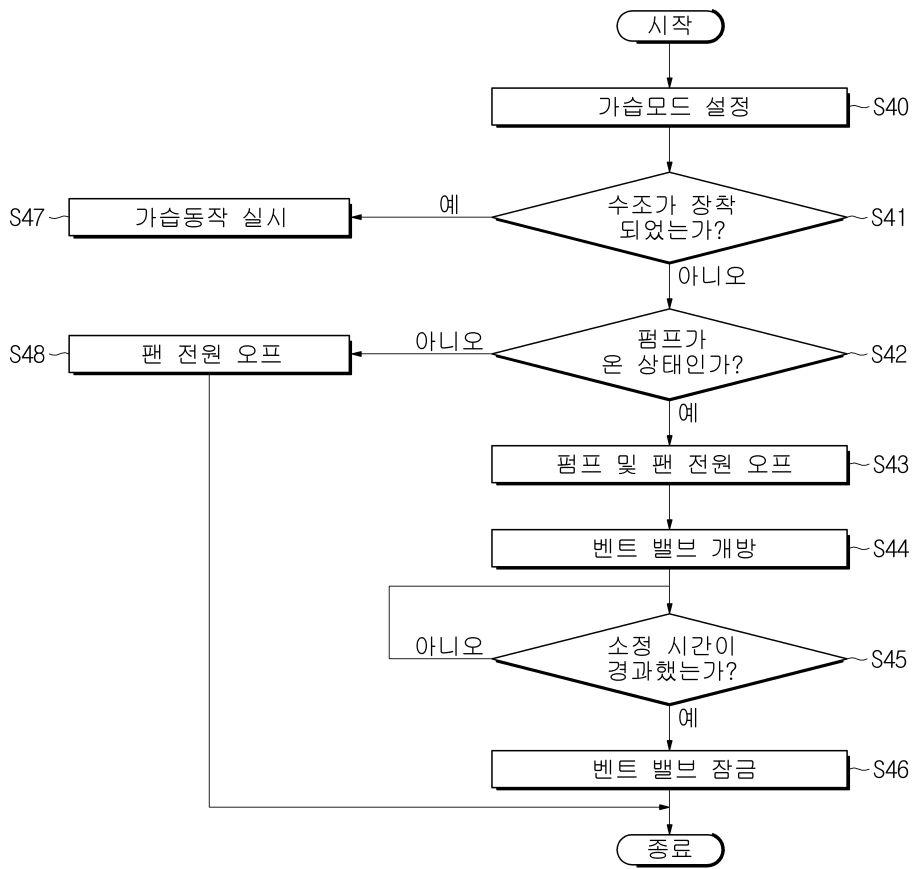 시작
가습모드 설정
S40
S47
가습동작 실시
예
수조가 장착
되었는가?
S41
아니오
S48
팬 전원 오프
아니오
펌프가
온 상태인가?
S42
예
펌프 및 팬 전원 오프
S43
벤트 밸브 개방
S44
아니오
소정 시간이
경과했는가?
S45
예
벤트 밸브 잠금
S46
종료